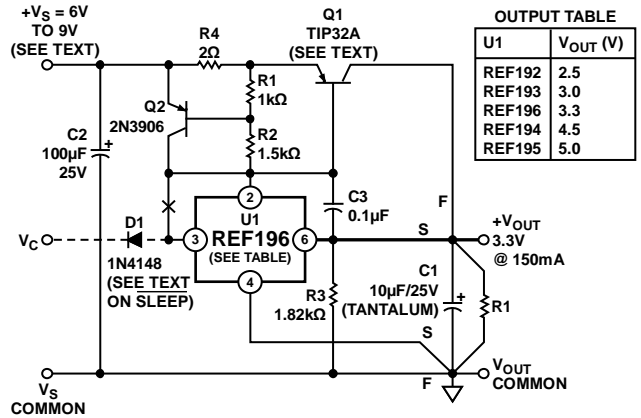 +VS = 6V
TO 9V
(SEE TEXT)
R4
2Ω
Q1
TIP32A
(SEE TEXT)
OUTPUT TABLE
U1
VOUT (V)
REF192
2.5
REF193
3.0
REF196
3.3
REF194
4.5
REF195
5.0
R1
1kΩ
Q2
2N3906
R2
1.5kΩ
C2
100µF
25V
+
C3
0.1µF
F
2
U1
REF196
(SEE TABLE)
3
6
4
S
+VOUT
3.3V
@ 150mA
VC
D1
1N4148
(SEE TEXT
ON SLEEP)
R3
1.82kΩ
C1
10µF/25V
(TANTALUM)
+
R1
S
F
VS
COMMON
VOUT
COMMON